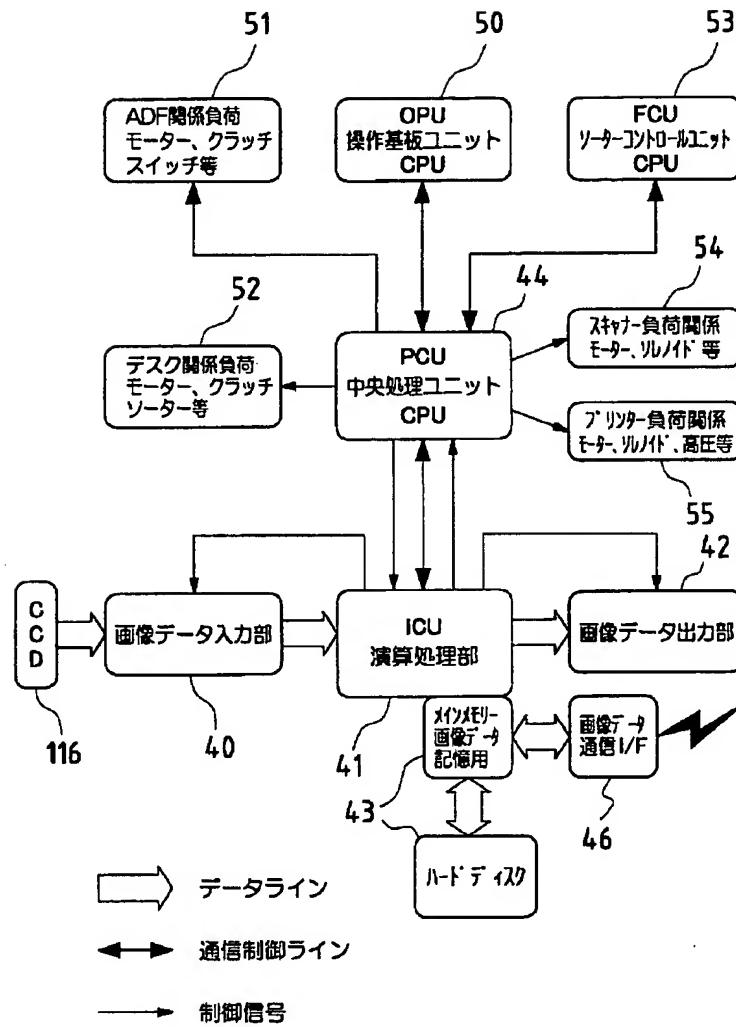 51
50
53
ADF関係負荷
モーター、クラッチ
スイッチ等
OPU
操作基板ユニット
CPU
FCU
ソーターコントロールユニット
CPU
52
44
54
デスク関係負荷
モーター、クラッチ
ソーター等
PCU
中央処理ユニット
CPU
スキャナー負荷関係
モーター、ソレノイド等
プリンター負荷関係
モーター、ソレノイド、高圧等
55
42
CCD
画像データ入力部
ICU
演算処理部
画像データ出力部
116
40
41
メインメモリー
画像データ
記憶用
画像データ
通信I/F
43
46
ハードディスク
データライン
通信制御ライン
制御信号